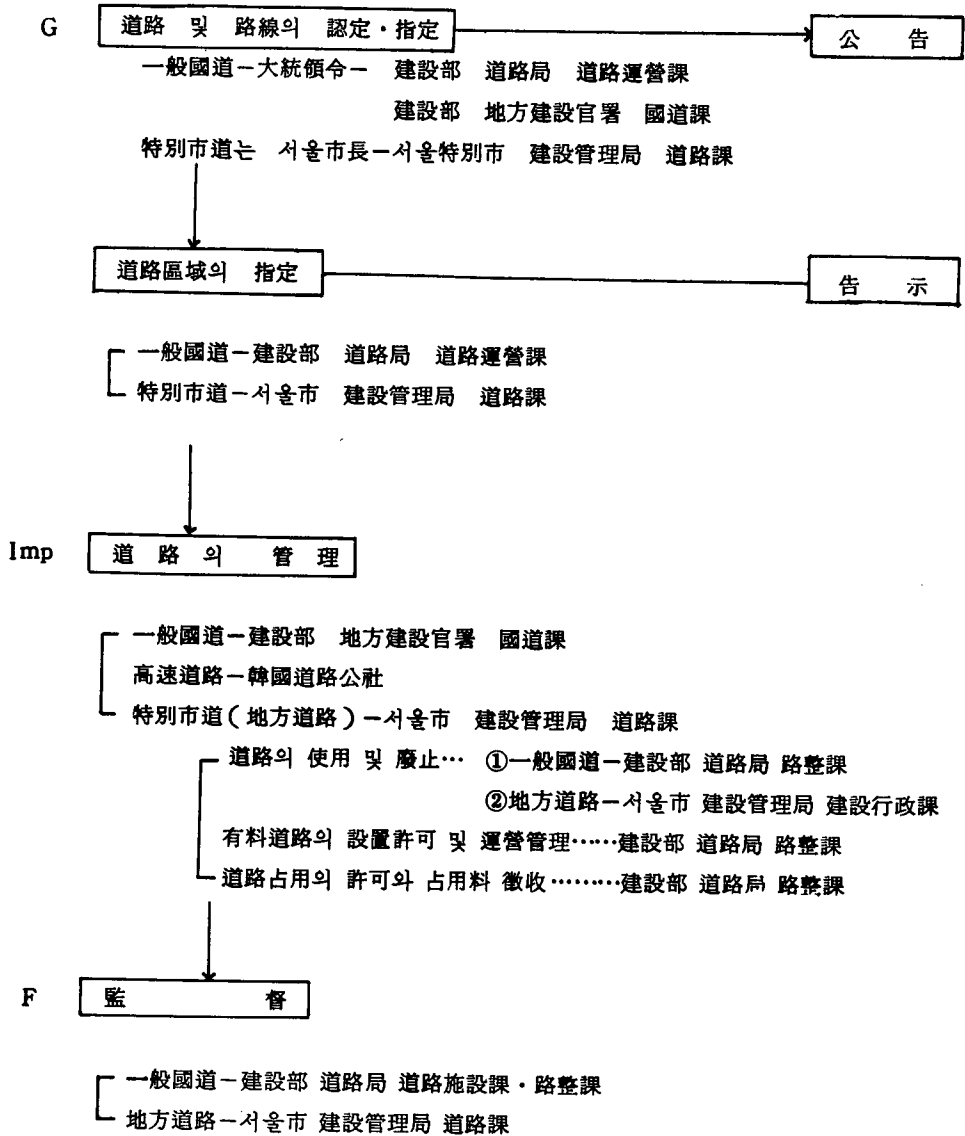 G 道路 및 路線의 認定·指定 公 告
一般國道-大統領令- 建設部 道路局 道路運營課
建設部 地方建設官署 國道課
特別市道는 서울市長-서울特別市 建設管理局 道路課
道路區域의 指定 告 示
一般國道-建設部 道路局 道路運營課
特別市道-서울市 建設管理局 道路課
Imp 道 路 의 管 理
一般國道-建設部 地方建設官署 國道課
高速道路-韓國道路公社
特別市道(地方道路)-서울市 建設管理局 道路課
道路의 使用 및 廢止… ①一般國道-建設部 道路局 路整課
②地方道路-서울市 建設管理局 建設行政課
有料道路의 設置許可 및 運營管理……建設部 道路局 路整課
道路占用의 許可와 占用料 徵收………建設部 道路局 路整課
F 監 督
一般國道-建設部 道路局 道路施設課·路整課
地方道路-서울市 建設管理局 道路課